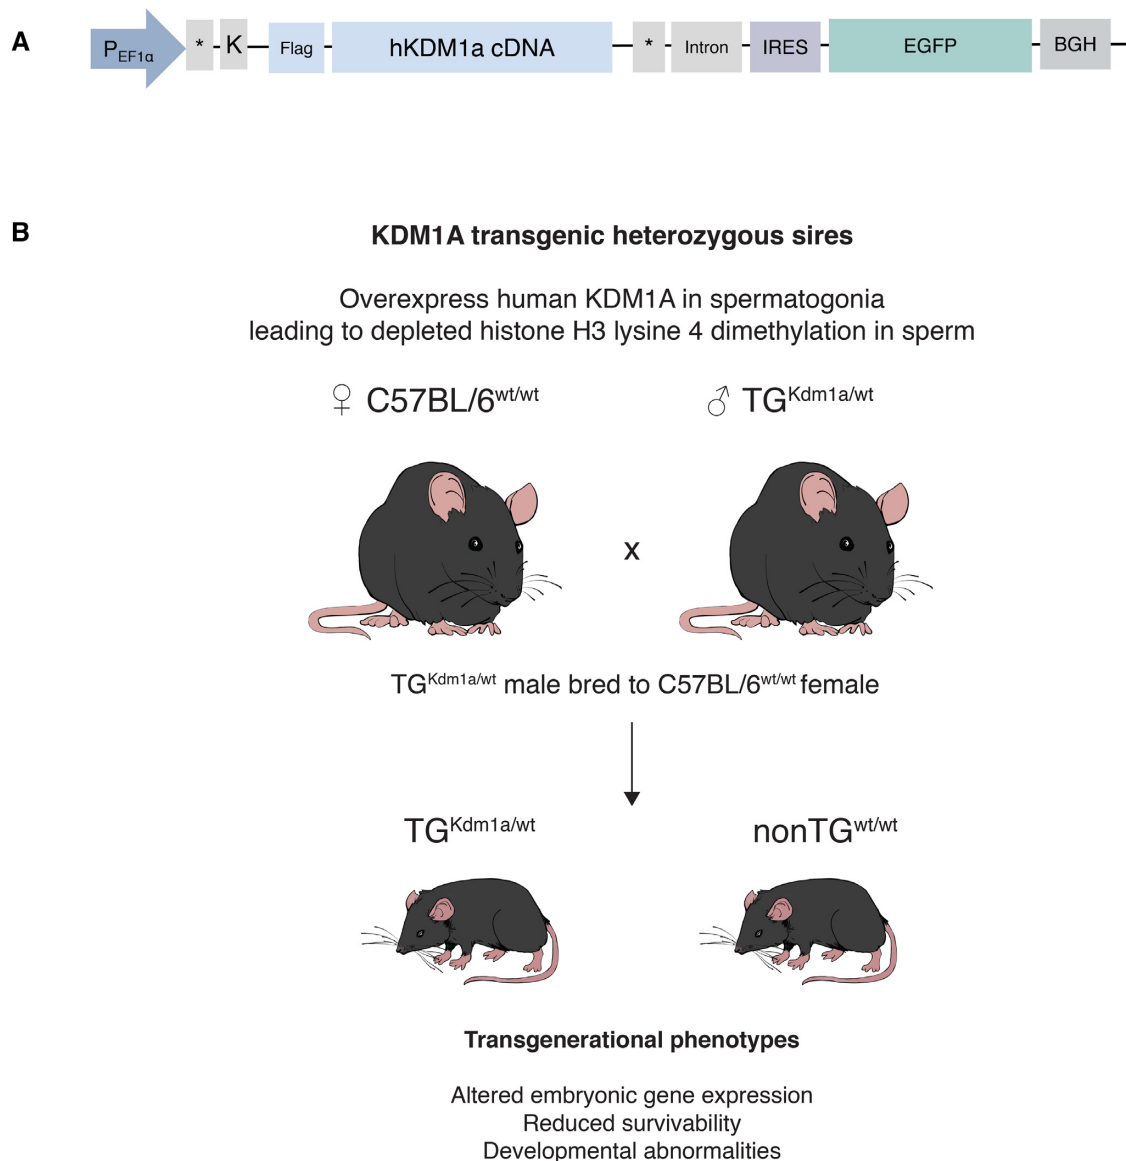 A
P EF1α * K Flag hKDM1a cDNA * Intron IRES EGFP BGH
B
KDM1A transgenic heterozygous sires
Overexpress human KDM1A in spermatogonia
leading to depleted histone H3 lysine 4 dimethylation in sperm
♀ C57BL/6wt/wt ♂ TGKdm1a/wt
x
TGKdm1a/wt male bred to C57BL/6wt/wt female
TGKdm1a/wt nonTGwt/wt
Transgenerational phenotypes
Altered embryonic gene expression
Reduced survivability
Developmental abnormalities